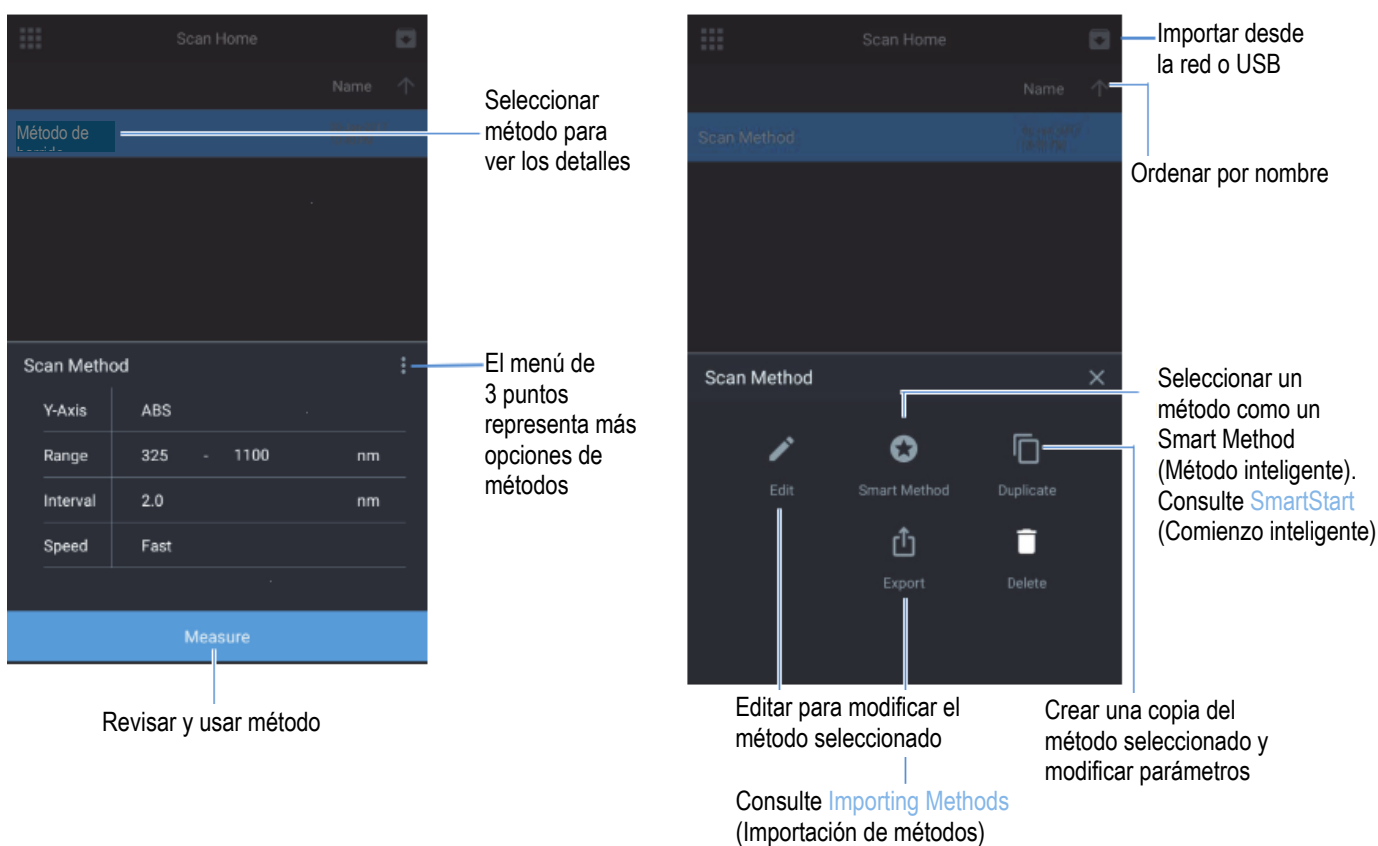 Scan Home
Name
Seleccionar
método para
ver los detalles
Método de
Scan Method
Y-Axis ABS
Range 325 - 1100 nm
Interval 2.0 nm
Speed Fast
El menú de
3 puntos
representa más
opciones de
métodos
Measure
Revisar y usar método
Scan Home
Importar desde
la red o USB
Name
Ordenar por nombre
Scan Method
Scan Method
Seleccionar un
método como un
Smart Method
(Método inteligente).
Consulte SmartStart
(Comienzo inteligente)
Edit Smart Method Duplicate
Export Delete
Editar para modificar el
método seleccionado
Crear una copia del
método seleccionado y
modificar parámetros
Consulte Importing Methods
(Importación de métodos)